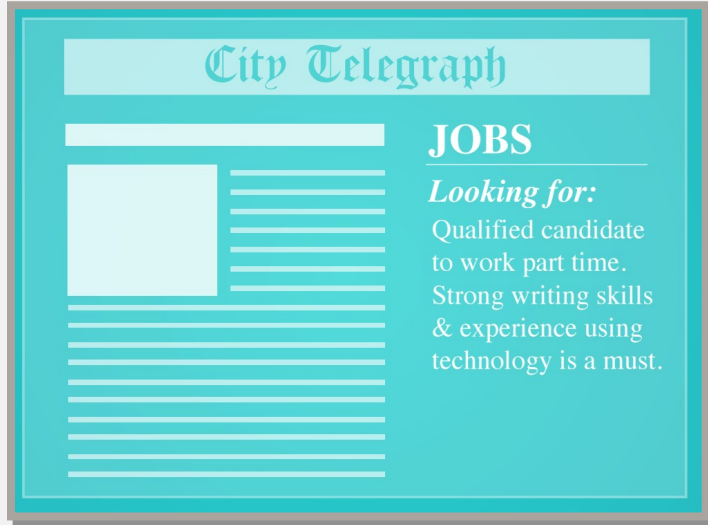 City Telegraph
JOBS
Looking for:
Qualified candidate
to work part time.
Strong writing skills
& experience using
technology is a must.